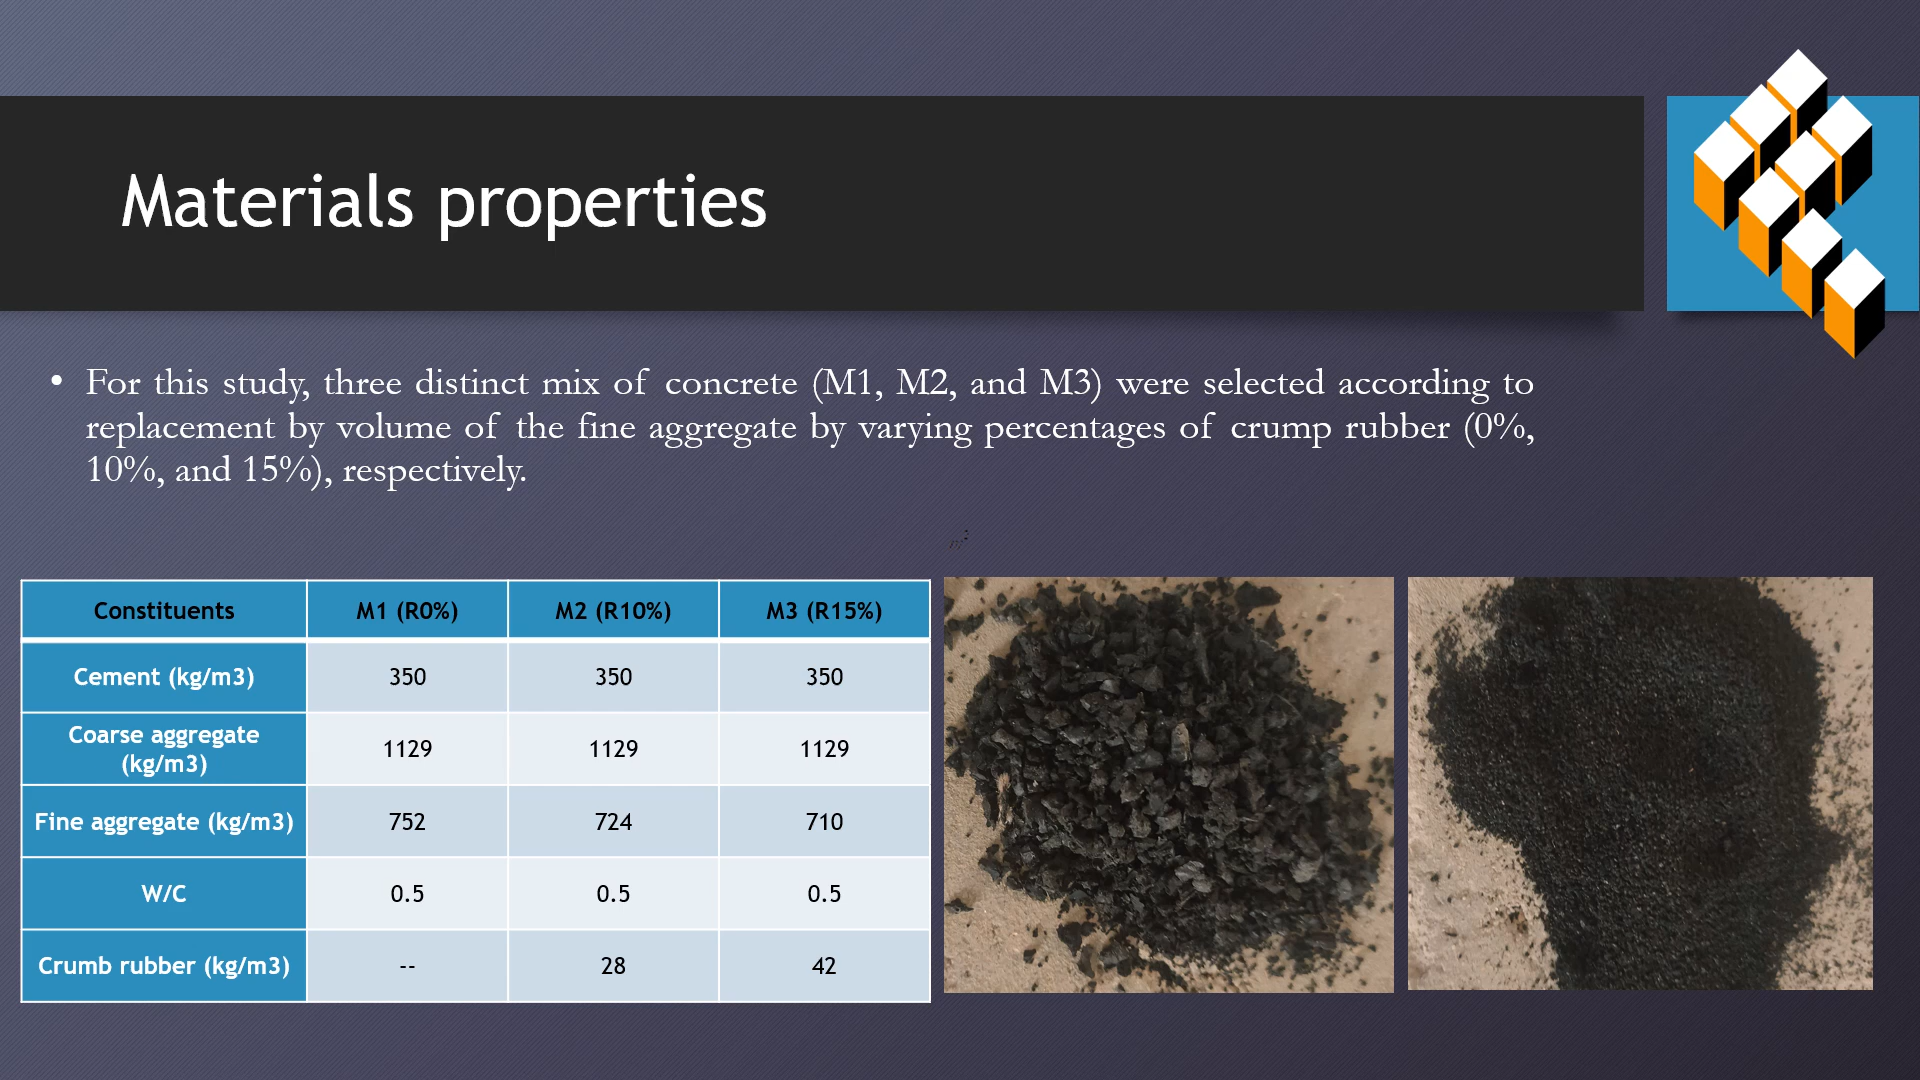 Materials properties
• For this study, three distinct mix of concrete (M1, M2, and M3) were selected according to
replacement by volume of the fine aggregate by varying percentages of crump rubber (0%,
10%, and 15%), respectively.
Constituents M1 (R0%) M2 (R10%) M3 (R15%)
Cement (kg/m3) 350 350 350
Coarse aggregate
(kg/m3) 1129 1129 1129
Fine aggregate (kg/m3) 752 724 710
W/C 0.5 0.5 0.5
Crumb rubber (kg/m3) -- 28 42